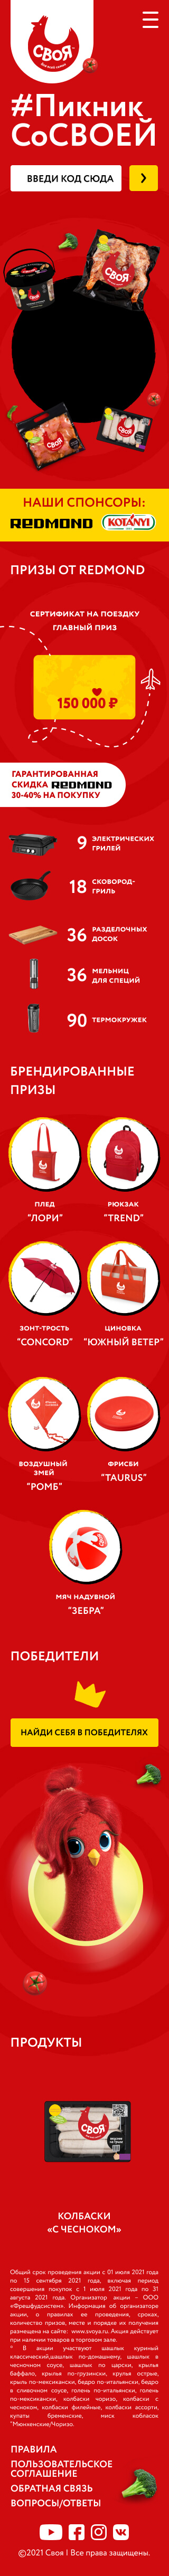 СВОЯ
#Пикник
СоСВОЕЙ
ВВЕДИ КОД СЮДА
СВОЯ
СВОЯ
СВОЯ
СВОЯ
НАШИ СПОНСОРЫ:
REDMOND KOTÁNYI
ПРИЗЫ ОТ REDMOND
СЕРТИФИКАТ НА ПОЕЗДКУ
ГЛАВНЫЙ ПРИЗ
150 000 ₽
ГАРАНТИРОВАННАЯ
СКИДКА REDMOND
30-40% НА ПОКУПКУ
9 ЭЛЕКТРИЧЕСКИХ
ГРИЛЕЙ
18 СКОВОРОД-
ГРИЛЬ
36 РАЗДЕЛОЧНЫХ
ДОСОК
36 МЕЛЬНИЦ
ДЛЯ СПЕЦИЙ
90 ТЕРМОКРУЖЕК
БРЕНДИРОВАННЫЕ
ПРИЗЫ
ПЛЕД
"ЛОРИ"
РЮКЗАК
"TREND"
ЗОНТ-ТРОСТЬ
"CONCORD"
ЦИНОВКА
"ЮЖНЫЙ ВЕТЕР"
ВОЗДУШНЫЙ
ЗМЕЙ
"РОМБ"
ФРИСБИ
"TAURUS"
МЯЧ НАДУВНОЙ
"ЗЕБРА"
ПОБЕДИТЕЛИ
НАЙДИ СЕБЯ В ПОБЕДИТЕЛЯХ
ПРОДУКТЫ
СВОЯ
КОЛБАСКИ
«С ЧЕСНОКОМ»
Общий срок проведения акции с 01 июля 2021 года
по 15 сентября 2021 года, включая период
совершения покупок с 1 июля 2021 года по 31
августа 2021 года. Организатор акции – ООО
«Фрешфудсистем». Информация об организаторе
акции, о правилах ее проведения, сроках,
количество призов, месте и порядке их получения
размещена на сайте: www.svoya.ru. Акция действует
при наличии товаров в торговом зале.
* В акции участвуют шашлык куриный
классический,шашлык по-домашнему, шашлык в
чесночном соусе, шашлык по царски, крылья
баффало, крылья по-грузински, крулья острые,
крыль по-мексикански, бедро по-итальянски, бедро
в сливочном соусе, голень по-итальянски, голень
по-мексикански, колбаски чоризо, колбаски с
чесноком, колбаски филейные, колбаски ассорти,
купаты бременские, микс колбасок
"Мюнхенские/Чоризо.
ПРАВИЛА
ПОЛЬЗОВАТЕЛЬСКОЕ
СОГЛАШЕНИЕ
ОБРАТНАЯ СВЯЗЬ
ВОПРОСЫ/ОТВЕТЫ
©2021 Своя | Все права защищены.